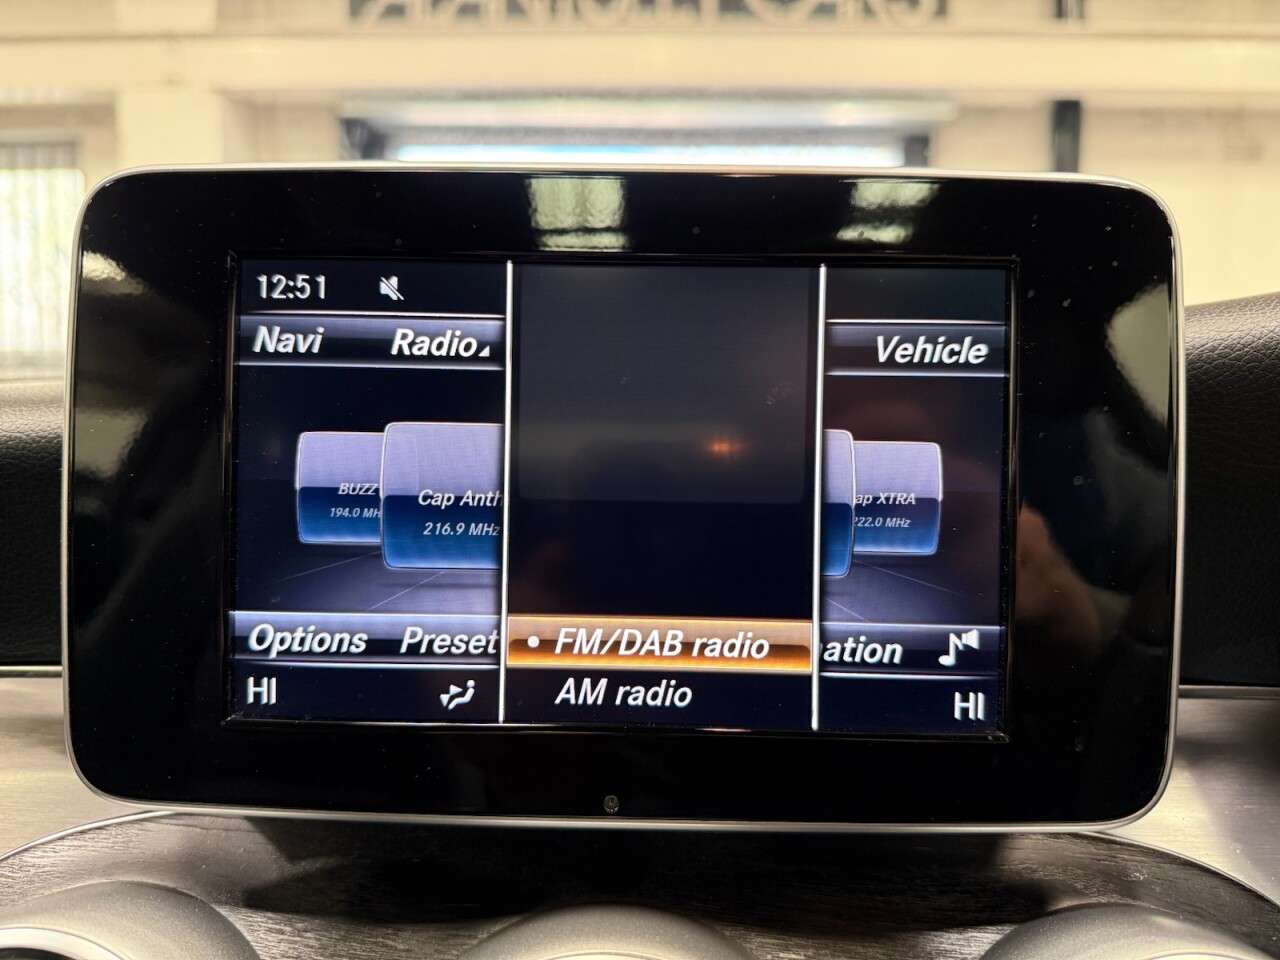 12:51
Navi Radio Vehicle
BUZZ
194.0 MH
Cap Anth
216.9 MHz
ap XTRA
222.0 MHz
Options Preset FM/DAB radio ation
HI AM radio HI